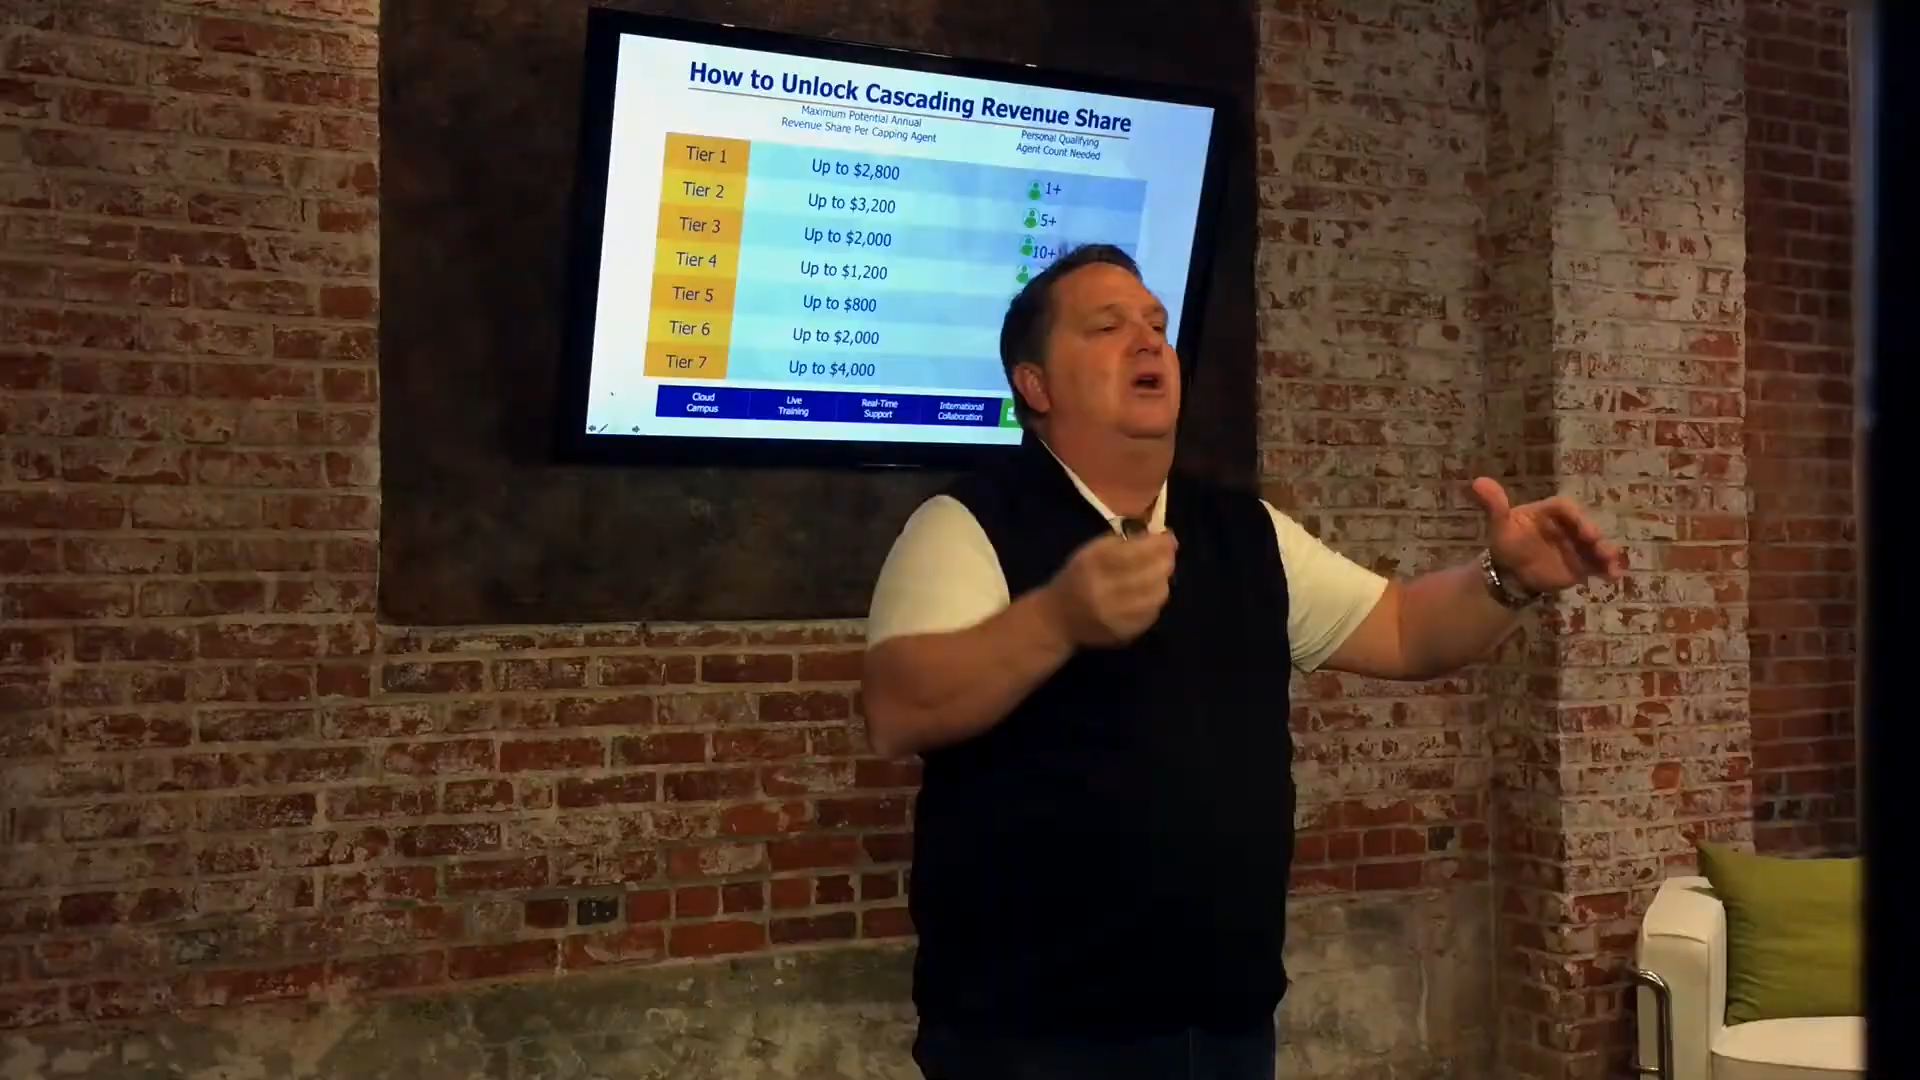 How to Unlock Cascading Revenue Share
Maximum Potential Annual
Revenue Share Per Capping Agent
Personal Qualifying
Agent Count Needed
Tier 1 Up to $2,800 1+
Tier 2 Up to $3,200 5+
Tier 3 Up to $2,000 10+
Tier 4 Up to $1,200
Tier 5 Up to $800
Tier 6 Up to $2,000
Tier 7 Up to $4,000
Cloud
Campus
Live
Training
Real-Time
Support
International
Collaboration